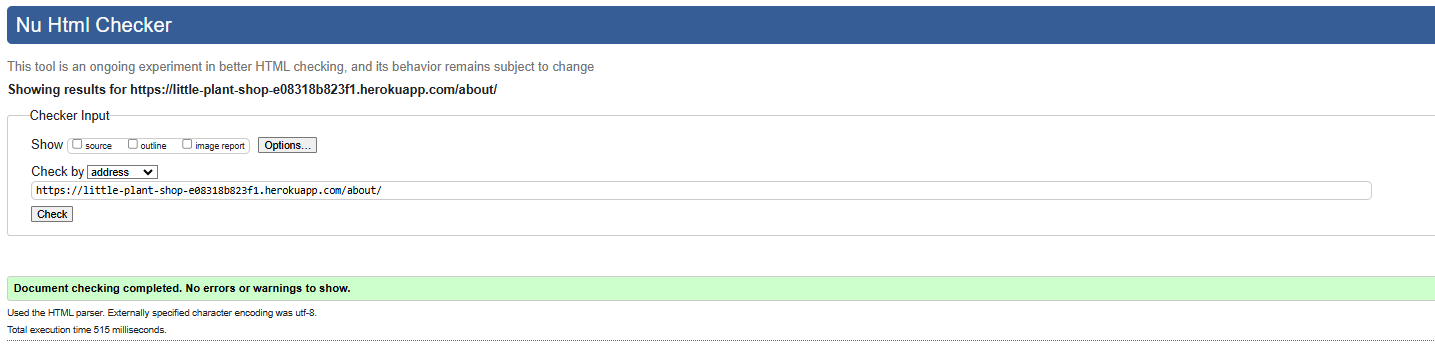 Nu Html Checker
This tool is an ongoing experiment in better HTML checking, and its behavior remains subject to change
Showing results for https://little-plant-shop-e08318b823f1.herokuapp.com/about/
Checker Input
Show source outline image report Options...
Check by address
https://little-plant-shop-e08318b823f1.herokuapp.com/about/
Check
Document checking completed. No errors or warnings to show.
Used the HTML parser. Externally specified character encoding was utf-8.
Total execution time 515 milliseconds.